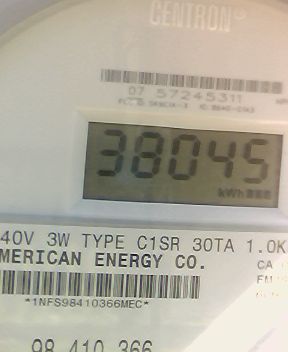 CENTRON®
07 57245311
38045
kWh
40V 3W TYPE C1SR 30TA 1.0K
MERICAN ENERGY CO.
CA
*1NFS98410366MEC*
98 410 366